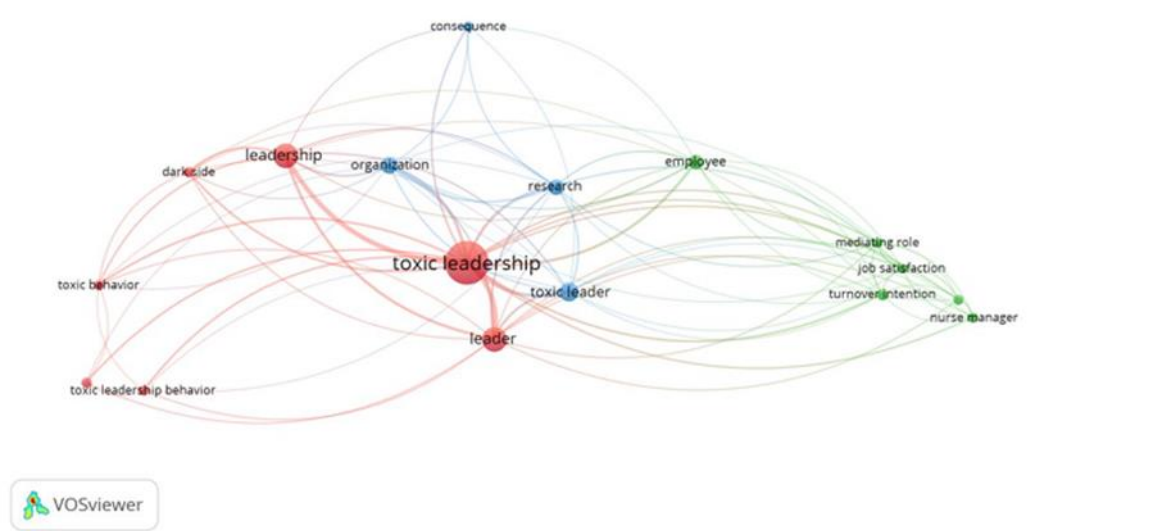 consequence
leadership
dark side
organization
employee
research
mediating role
toxic leadership
job satisfaction
toxic behavior
toxic leader
turnover intention
nurse manager
leader
toxic leadership behavior
VOSviewer